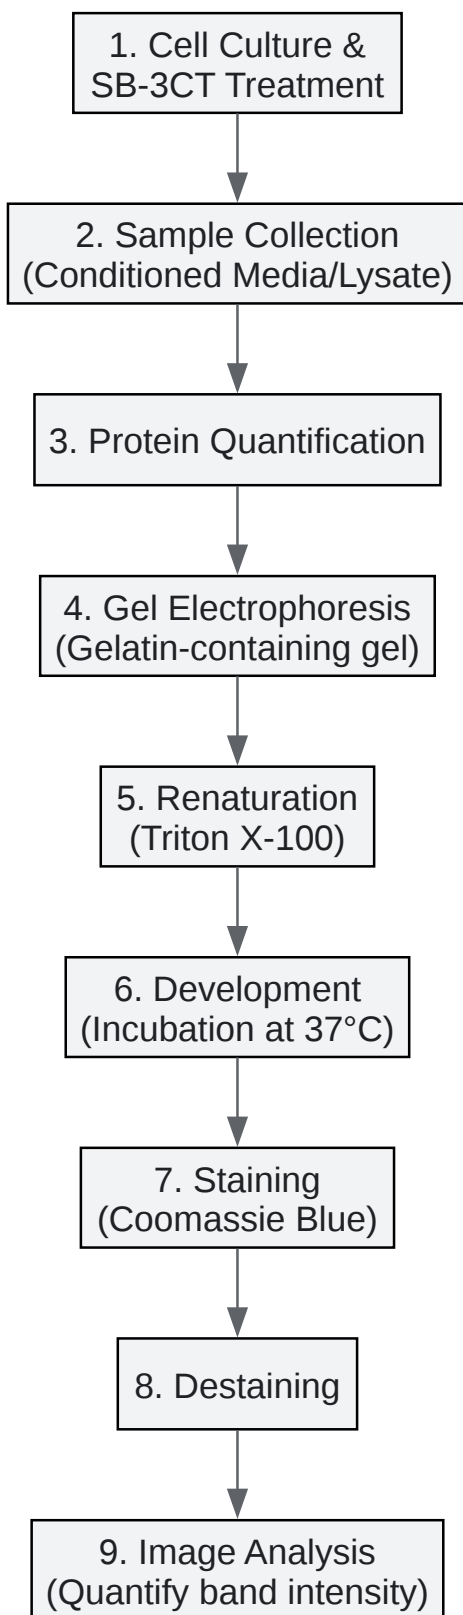 1. Cell Culture &
SB-3CT Treatment
2. Sample Collection
(Conditioned Media/Lysate)
3. Protein Quantification
4. Gel Electrophoresis
(Gelatin-containing gel)
5. Renaturation
(Triton X-100)
6. Development
(Incubation at 37°C)
7. Staining
(Coomassie Blue)
8. Destaining
9. Image Analysis
(Quantify band intensity)